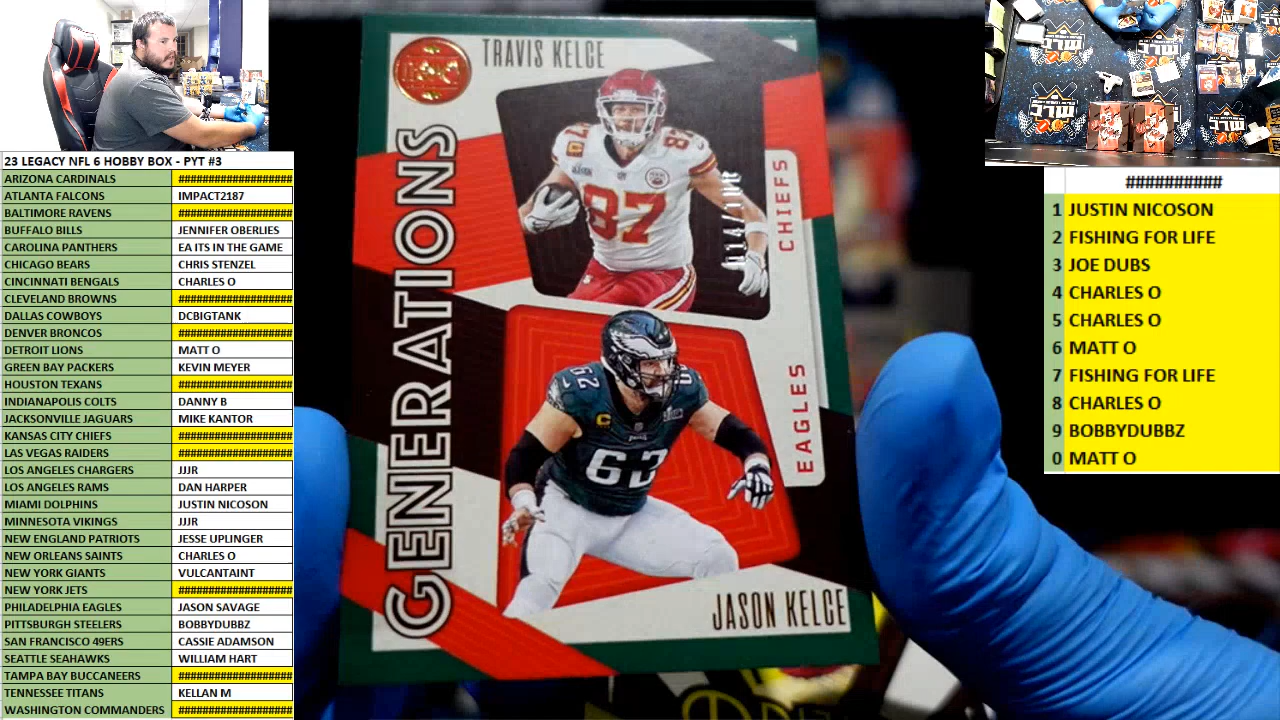 23 LEGACY NFL 6 HOBBY BOX - PYT #3
ARIZONA CARDINALS ###################
ATLANTA FALCONS IMPACT2187
BALTIMORE RAVENS ###################
BUFFALO BILLS JENNIFER OBERLIES
CAROLINA PANTHERS EA ITS IN THE GAME
CHICAGO BEARS CHRIS STENZEL
CINCINNATI BENGALS CHARLES O
CLEVELAND BROWNS ###################
DALLAS COWBOYS DCBIGTANK
DENVER BRONCOS ###################
DETROIT LIONS MATT O
GREEN BAY PACKERS KEVIN MEYER
HOUSTON TEXANS ###################
INDIANAPOLIS COLTS DANNY B
JACKSONVILLE JAGUARS MIKE KANTOR
KANSAS CITY CHIEFS ###################
LAS VEGAS RAIDERS ###################
LOS ANGELES CHARGERS JJJR
LOS ANGELES RAMS DAN HARPER
MIAMI DOLPHINS JUSTIN NICOSON
MINNESOTA VIKINGS JJJR
NEW ENGLAND PATRIOTS JESSE UPLINGER
NEW ORLEANS SAINTS CHARLES O
NEW YORK GIANTS VULCANTAINT
NEW YORK JETS ###################
PHILADELPHIA EAGLES JASON SAVAGE
PITTSBURGH STEELERS BOBBYDUBBZ
SAN FRANCISCO 49ERS CASSIE ADAMSON
SEATTLE SEAHAWKS WILLIAM HART
TAMPA BAY BUCCANEERS ###################
TENNESSEE TITANS KELLAN M
WASHINGTON COMMANDERS ###################
TRAVIS KELCE
GENERATIONS
87
87
CHIEFS
EAGLES
62
63
JASON KELCE
##########
1 JUSTIN NICOSON
2 FISHING FOR LIFE
3 JOE DUBS
4 CHARLES O
5 CHARLES O
6 MATT O
7 FISHING FOR LIFE
8 CHARLES O
9 BOBBYDUBBZ
0 MATT O